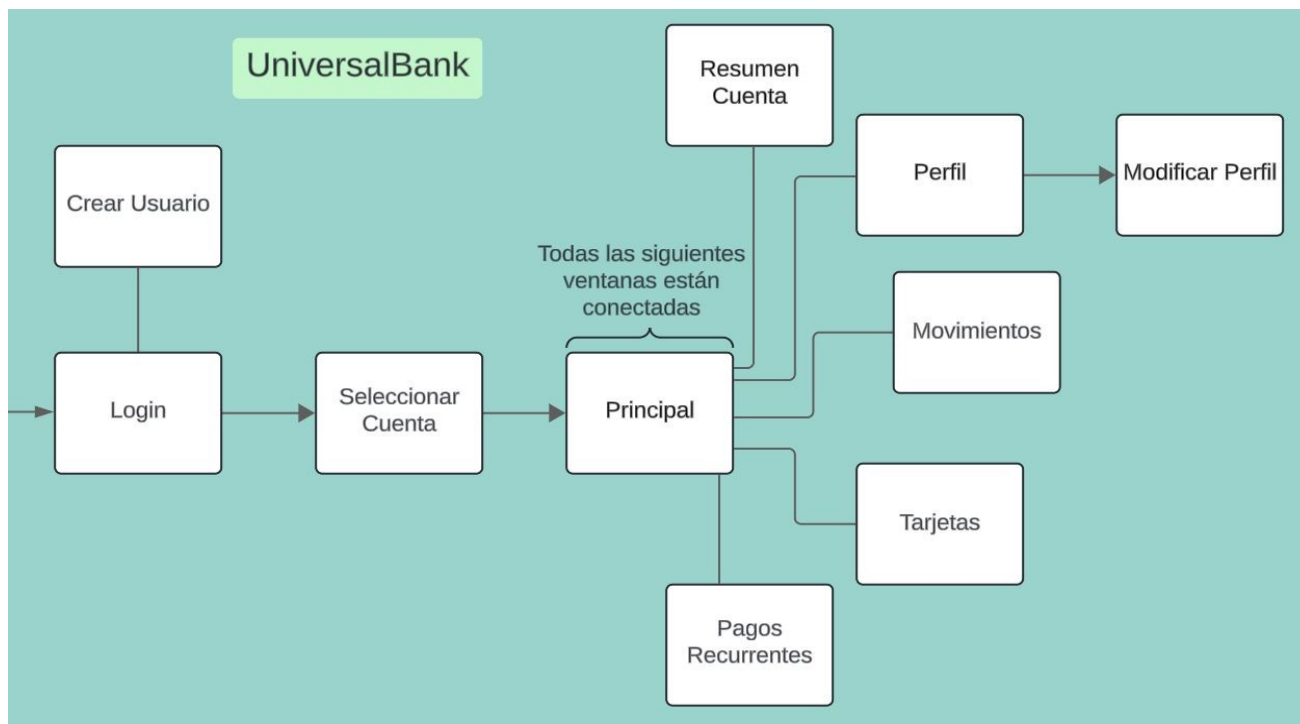 UniversalBank
Resumen
Cuenta
Perfil
Modificar Perfil
Crear Usuario
Todas las siguientes
ventanas están
conectadas
Movimientos
Login
Seleccionar
Cuenta
Principal
Tarjetas
Pagos
Recurrentes